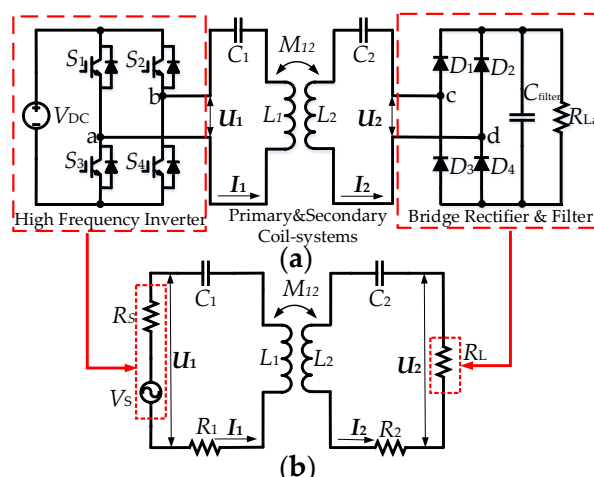 S1 S2 C1 M12 C2 D1 D2
VDC a b U1 L1 L2 U2 c d Cfilter
S3 S4 I1 I2 D3 D4
High Frequency Inverter
Primary&Secondary
Coil-systems
Bridge Rectifier & Filter
(a)
C1 M12 C2
RS U1 L1 L2 U2 RL
VS R1 I1 I2 R2
(b)